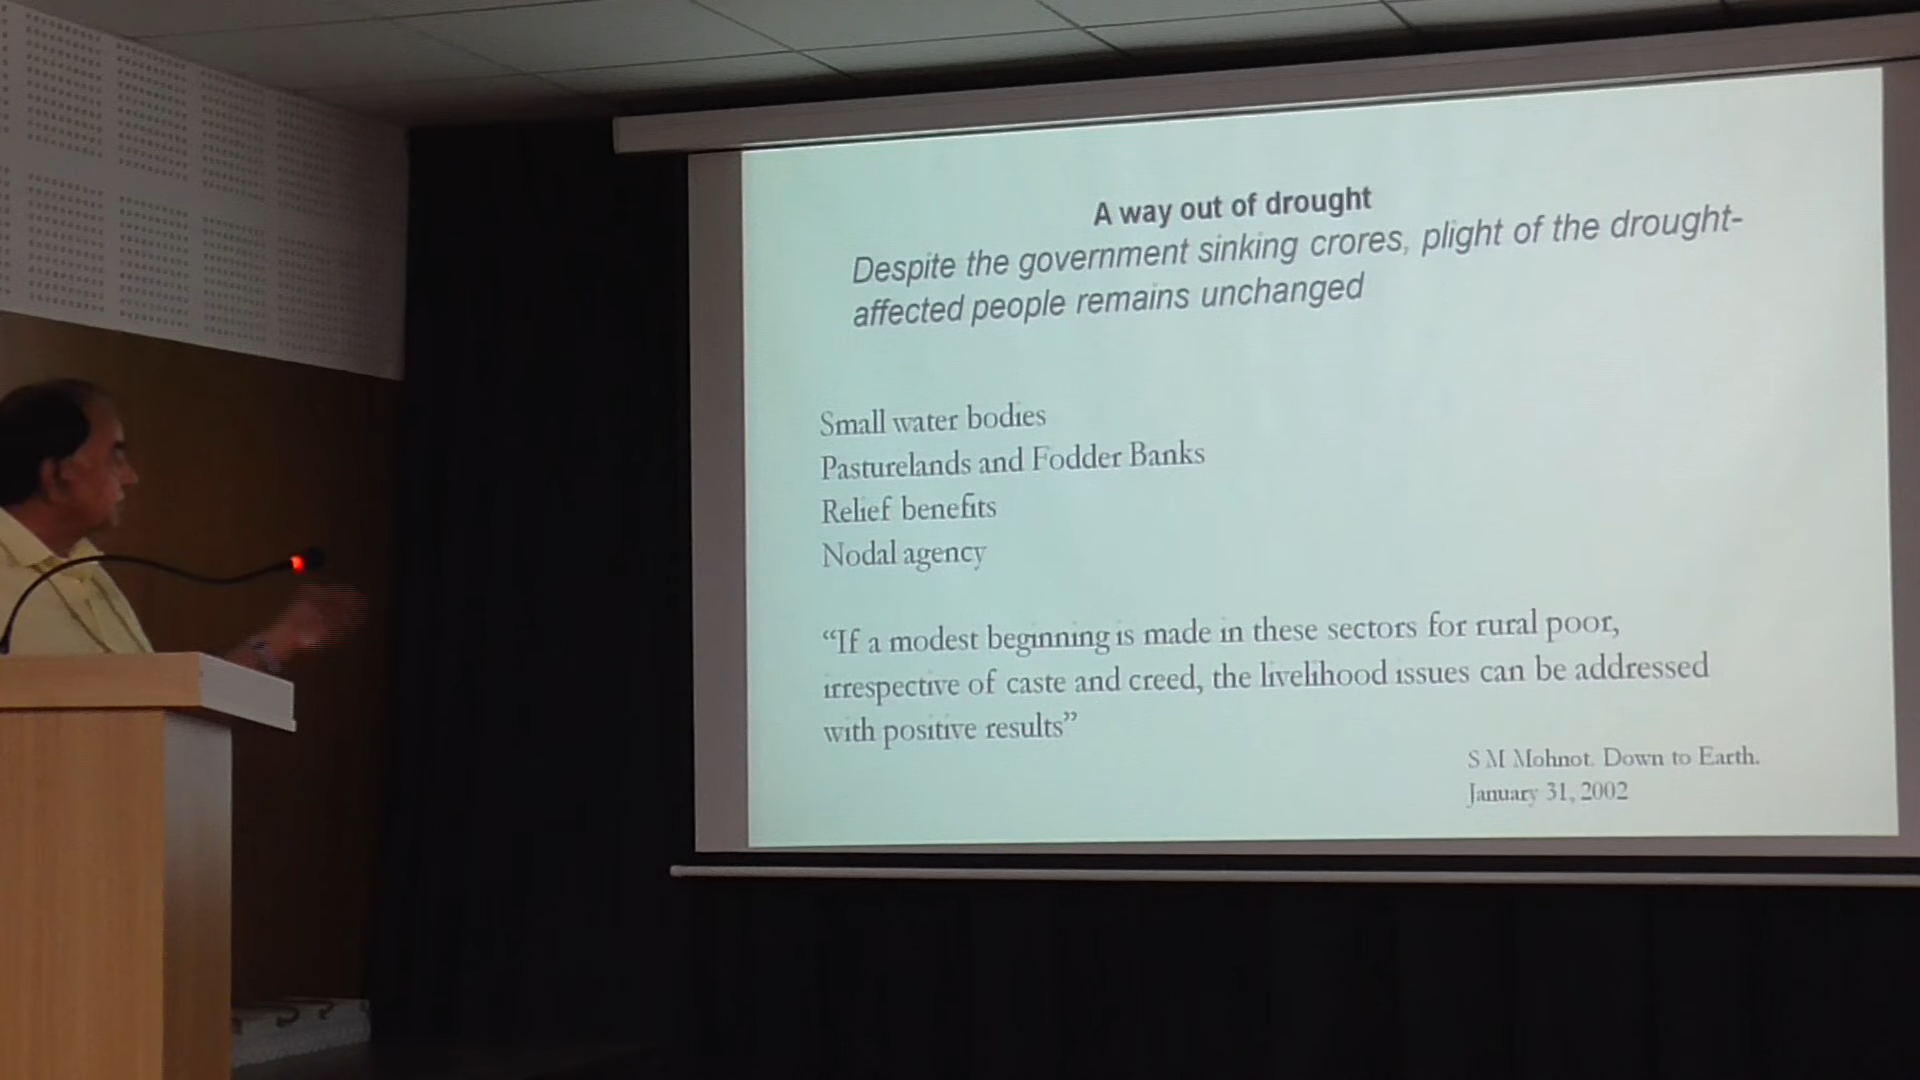 A way out of drought
Despite the government sinking crores, plight of the drought-
affected people remains unchanged
Small water bodies
Pasturelands and Fodder Banks
Relief benefits
Nodal agency
“If a modest beginning is made in these sectors for rural poor,
irrespective of caste and creed, the livelihood issues can be addressed
with positive results”
S M Mohnot. Down to Earth.
January 31, 2002